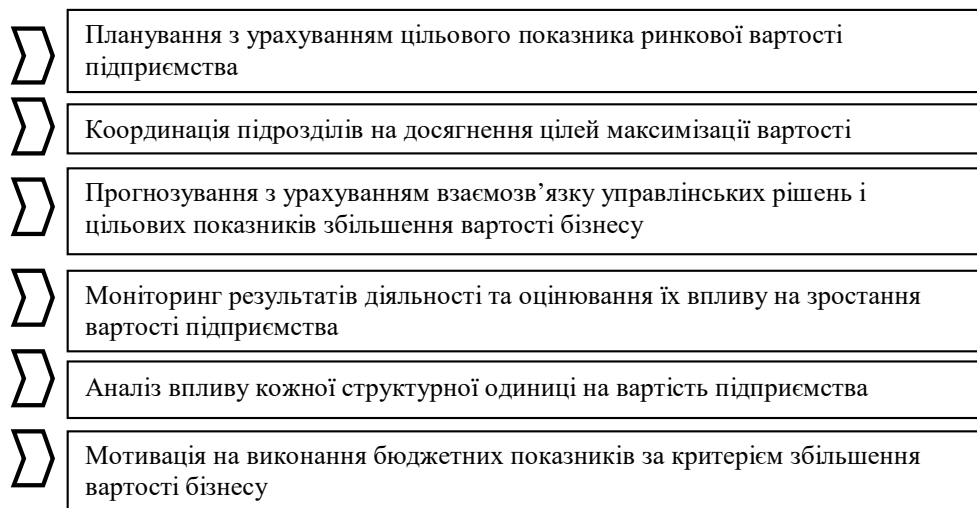 Планування з урахуванням цільового показника ринкової вартості
підприємства
Координація підрозділів на досягнення цілей максимізації вартості
Прогнозування з урахуванням взаємозв’язку управлінських рішень і
цільових показників збільшення вартості бізнесу
Моніторинг результатів діяльності та оцінювання їх впливу на зростання
вартості підприємства
Аналіз впливу кожної структурної одиниці на вартість підприємства
Мотивація на виконання бюджетних показників за критерієм збільшення
вартості бізнесу